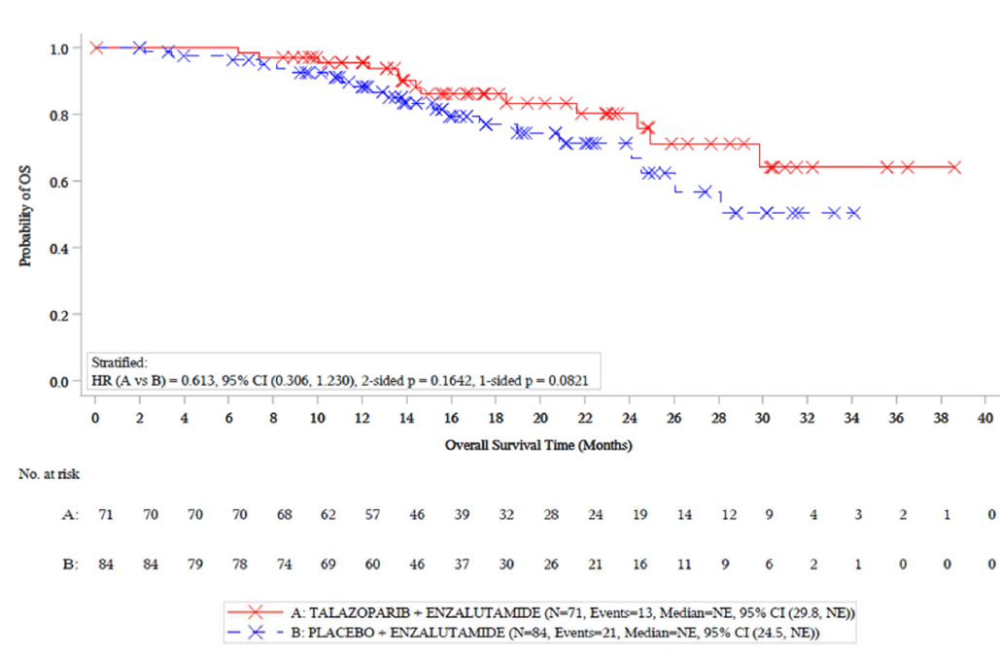 1.0
0.8
0.6
0.4
0.2
0.0
Probability of OS
Stratified:
HR (A vs B) = 0.613, 95% CI (0.306, 1.230), 2-sided p = 0.1642, 1-sided p = 0.0821
0 2 4 6 8 10 12 14 16 18 20 22 24 26 28 30 32 34 36 38 40
Overall Survival Time (Months)
No. at risk
A: 71 70 70 70 68 62 57 46 39 32 28 24 19 14 12 9 4 3 2 1 0
B: 84 84 79 78 74 69 60 46 37 30 26 21 16 11 9 6 2 1 0 0 0
A: TALAZOPARIB + ENZALUTAMIDE (N=71, Events=13, Median=NE, 95% CI (29.8, NE))
B: PLACEBO + ENZALUTAMIDE (N=84, Events=21, Median=NE, 95% CI (24.5, NE))